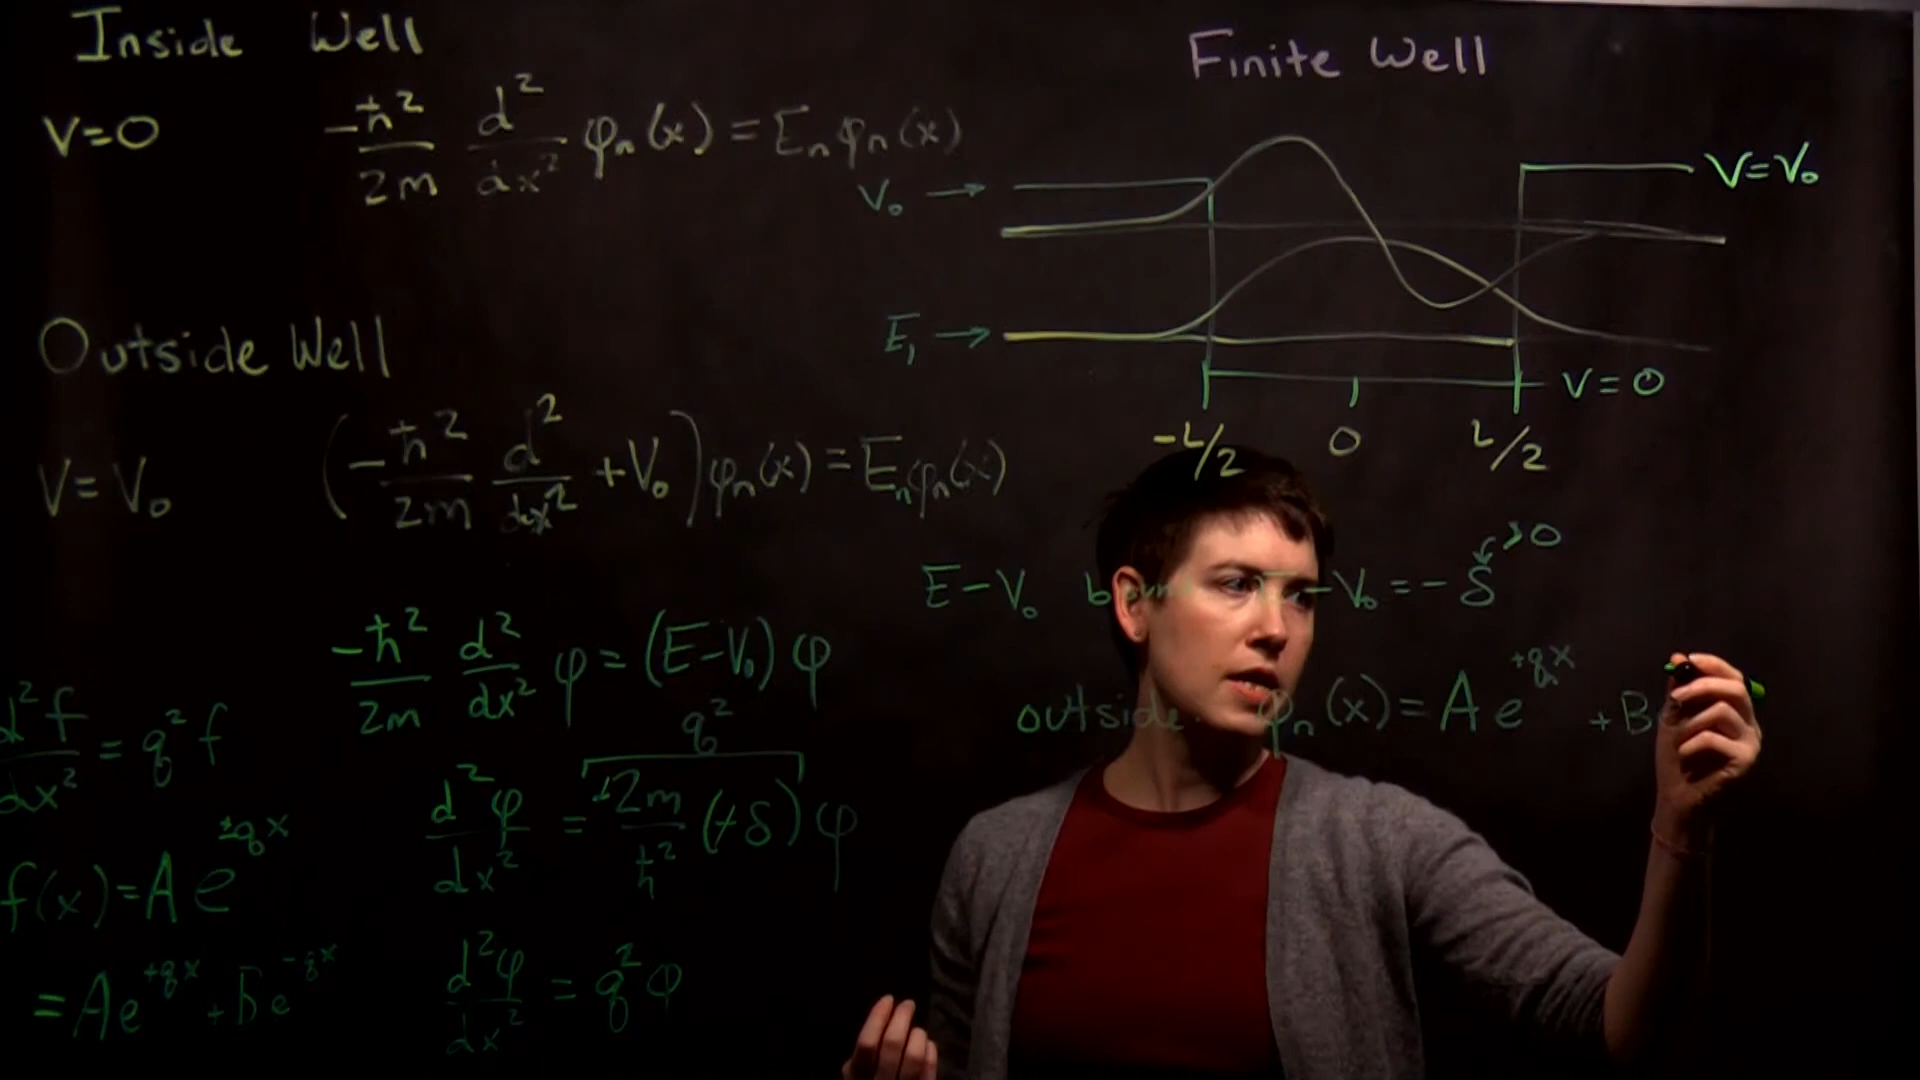 Inside Well
V=0
-ħ²/2m d²/dx² φₙ(x) = Eₙφₙ(x)
Outside Well
V=V₀
(-ħ²/2m d²/dx² +V₀)φₙ(x) = Eₙφₙ(x)
-ħ²/2m d²/dx² φ = (E-V₀)φ
d²f/dx² = q²f
q²
d²φ/dx² = +2m/ħ² (+δ)φ
f(x) = Ae^±qx
= Ae^+qx + Be^-qx
d²φ/dx² = q²φ
Finite Well
V₀ →
V=V₀
E₁ →
V=0
-L/2 0 L/2
>0
E-V₀ -V₀ = -δ
outside: φₙ(x) = Ae^+qx + B